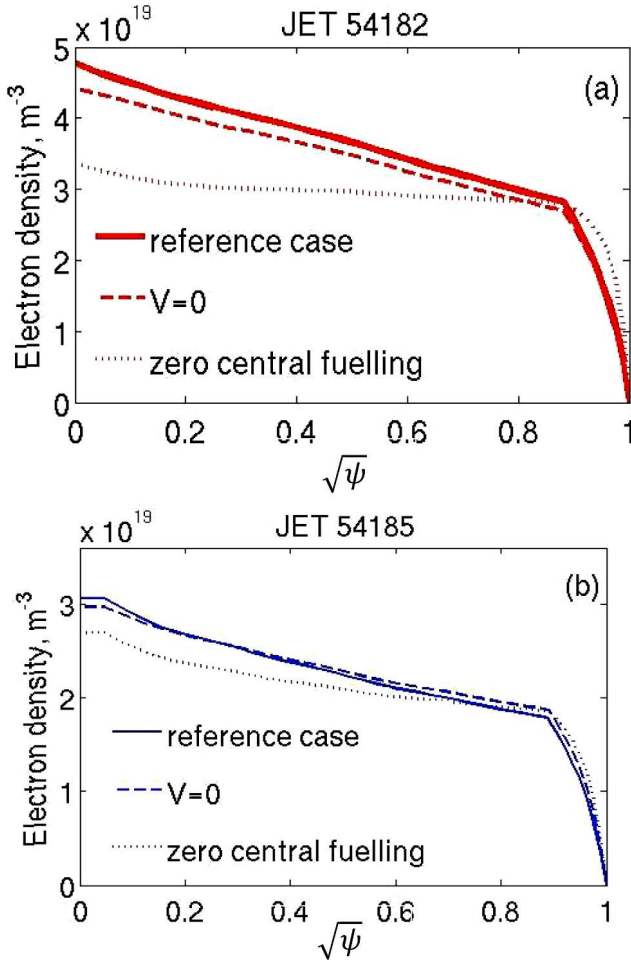 x 10^19
JET 54182
(a)
5
4
3
2
1
0
Electron density, m^-3
reference case
V=0
zero central fuelling
0 0.2 0.4 0.6 0.8 1
√ψ
x 10^19
JET 54185
(b)
3
2
1
0
Electron density, m^-3
reference case
V=0
zero central fuelling
0 0.2 0.4 0.6 0.8 1
√ψ